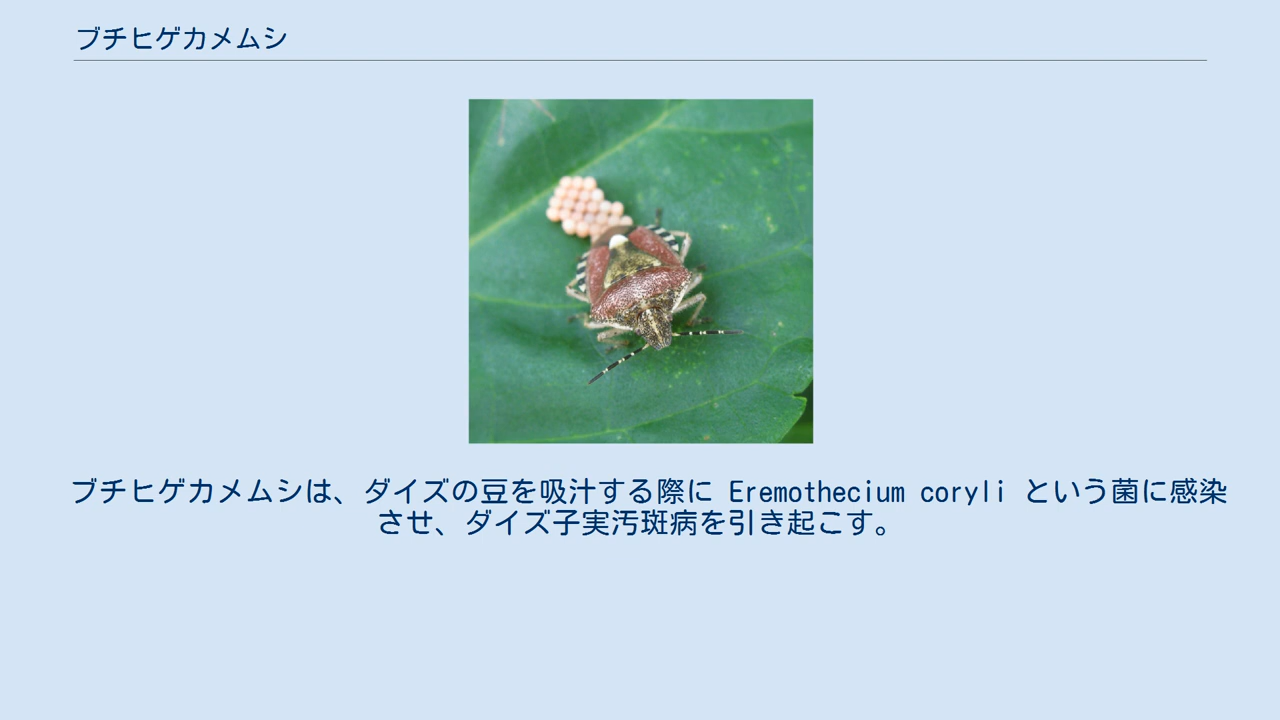 ブチヒゲカメムシ
ブチヒゲカメムシは、ダイズの豆を吸汁する際に Eremothecium coryli という菌に感染
させ、ダイズ子実汚斑病を引き起こす。